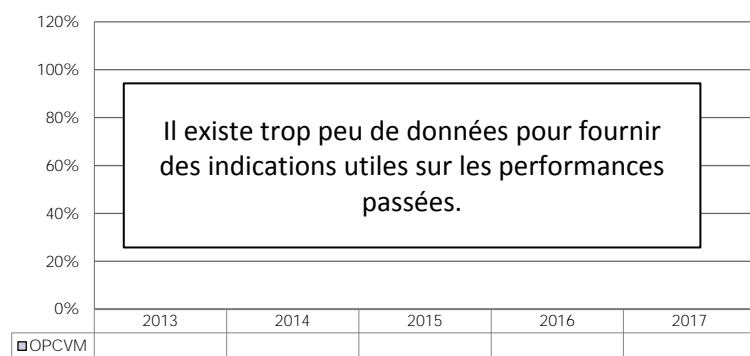 120%
100%
80%
60%
40%
20%
0%
Il existe trop peu de données pour fournir
des indications utiles sur les performances
passées.
2013 2014 2015 2016 2017
OPCVM